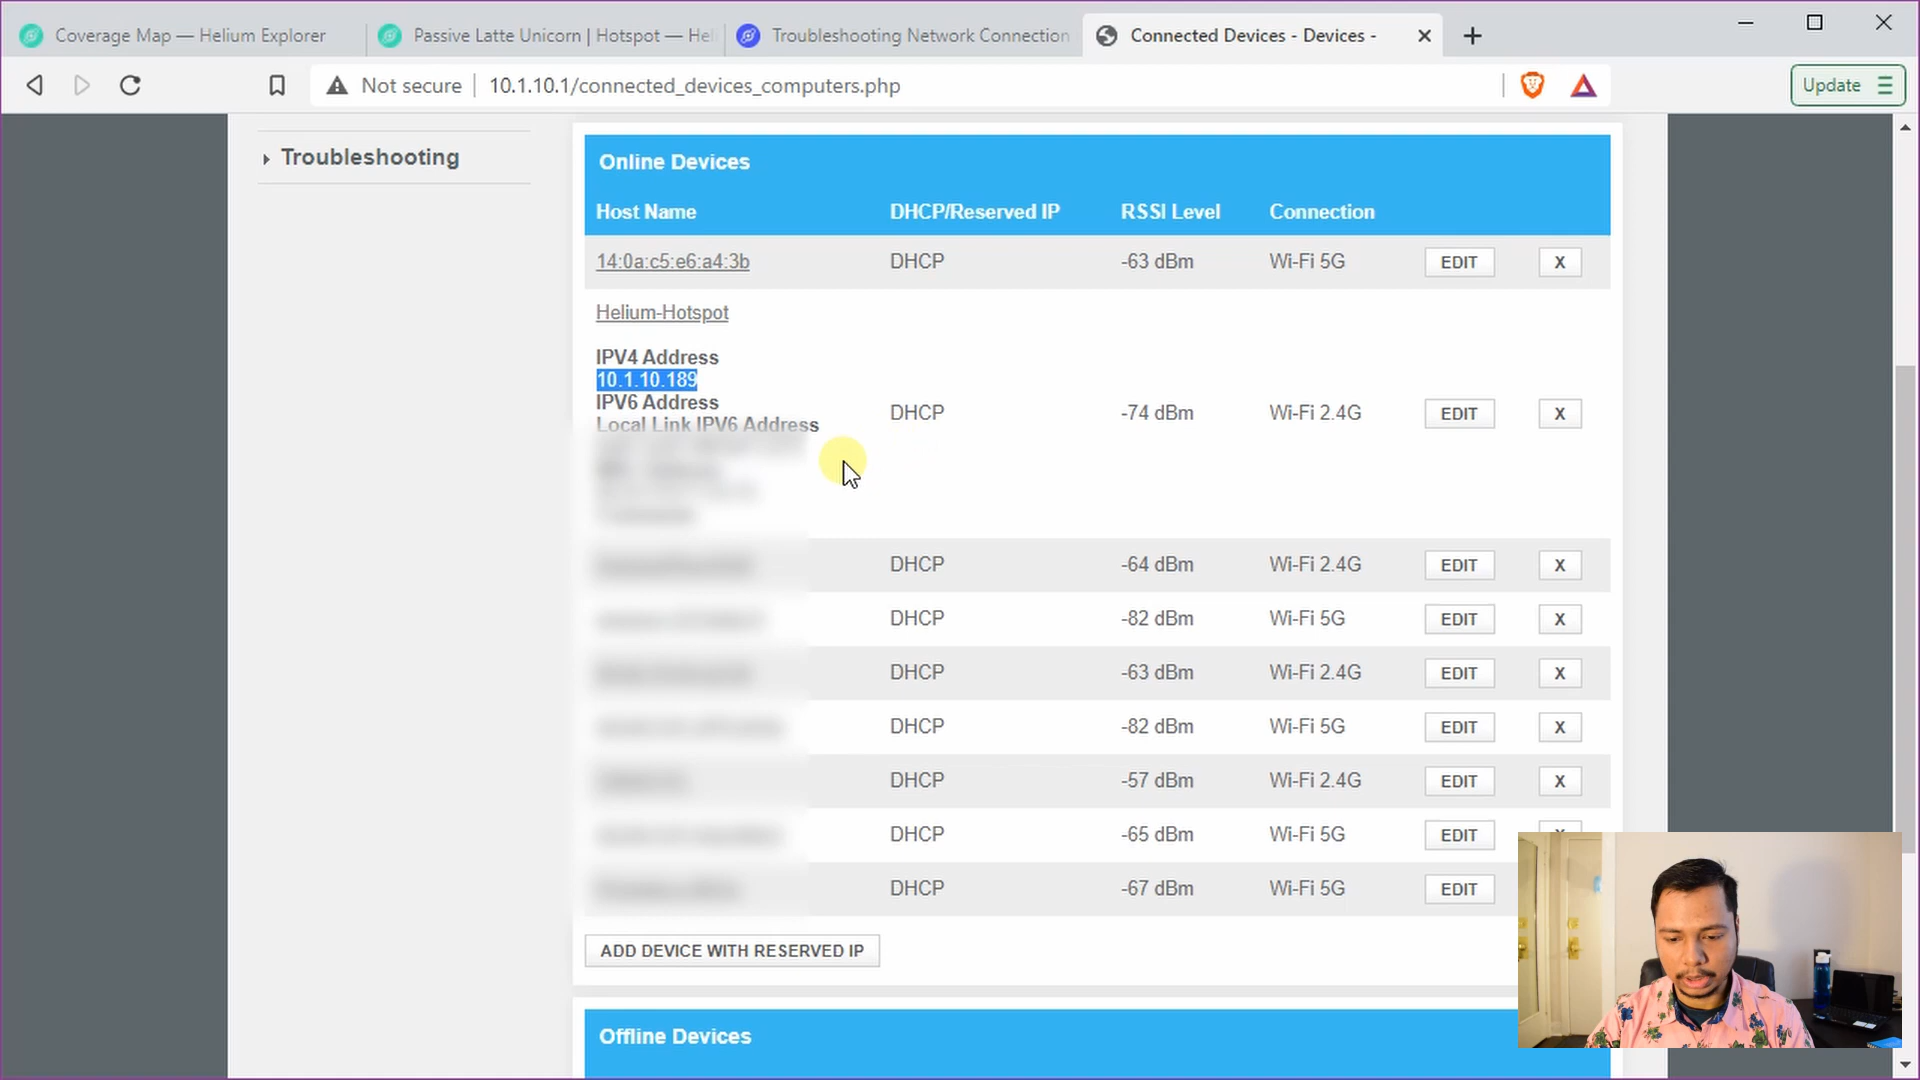 Coverage Map — Helium Explorer
Passive Latte Unicorn | Hotspot — Hel
Troubleshooting Network Connection
Connected Devices - Devices -
Not secure
10.1.10.1/connected_devices_computers.php
Update
Troubleshooting
Online Devices
Host Name DHCP/Reserved IP RSSI Level Connection
14:0a:c5:e6:a4:3b DHCP -63 dBm Wi-Fi 5G EDIT X
Helium-Hotspot
IPV4 Address
10.1.10.189
IPV6 Address
Local Link IPV6 Address
DHCP -74 dBm Wi-Fi 2.4G EDIT X
DHCP -64 dBm Wi-Fi 2.4G EDIT X
DHCP -82 dBm Wi-Fi 5G EDIT X
DHCP -63 dBm Wi-Fi 2.4G EDIT X
DHCP -82 dBm Wi-Fi 5G EDIT X
DHCP -57 dBm Wi-Fi 2.4G EDIT X
DHCP -65 dBm Wi-Fi 5G EDIT
DHCP -67 dBm Wi-Fi 5G EDIT
ADD DEVICE WITH RESERVED IP
Offline Devices